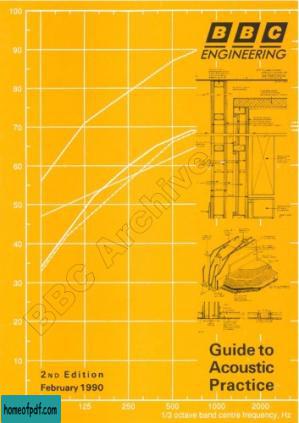 100
90
80
70
60
50
40
30
20
10
BBC
ENGINEERING
BBC Archive
2ND Edition
February 1990
Guide to
Acoustic
Practice
125 250 500 1000 2000
1/3 octave band centre frequency, Hz
homeofpdf.com